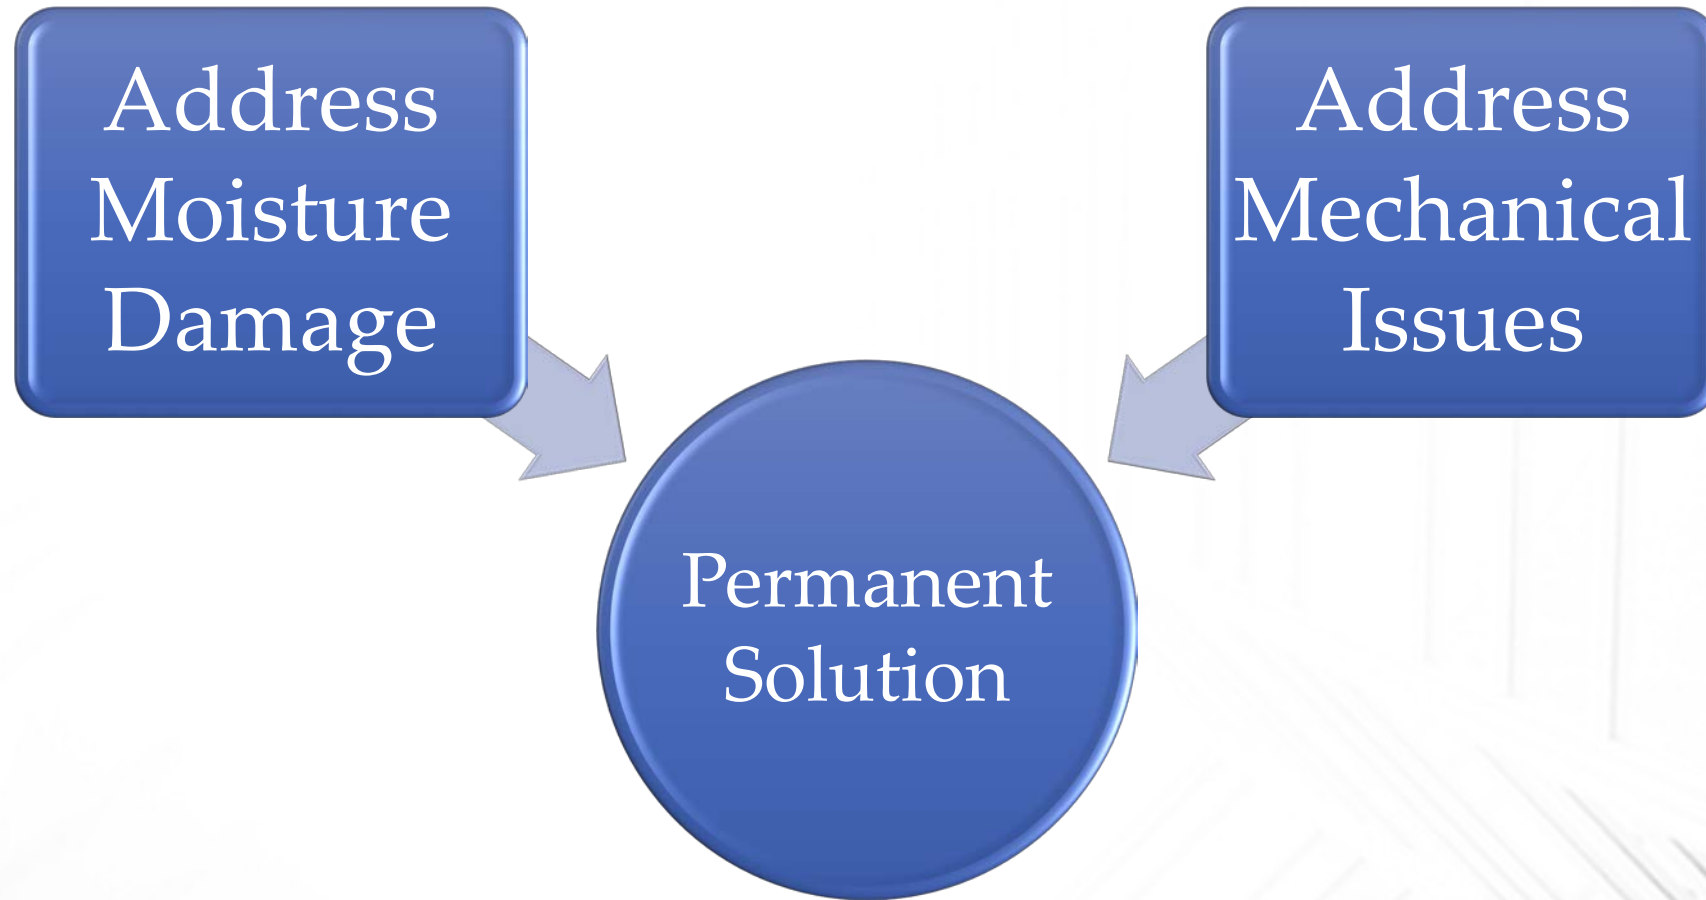 Address
Moisture
Damage
Address
Mechanical
Issues
Permanent
Solution